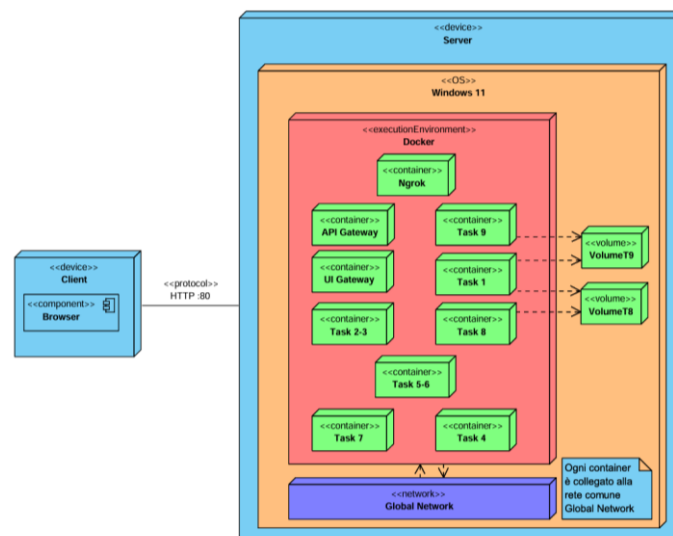 <<device>>
Server
<<OS>>
Windows 11
<<executionEnvironment>>
Docker
<<container>>
Ngrok
<<container>>
API Gateway
<<container>>
Task 9
<<volume>>
VolumeT9
<<device>>
Client
<<component>>
Browser
<<protocol>>
HTTP :80
<<container>>
UI Gateway
<<container>>
Task 1
<<volume>>
VolumeT8
<<container>>
Task 2-3
<<container>>
Task 8
<<container>>
Task 5-6
<<container>>
Task 7
<<container>>
Task 4
<<network>>
Global Network
Ogni container
è collegato alla
rete comune
Global Network